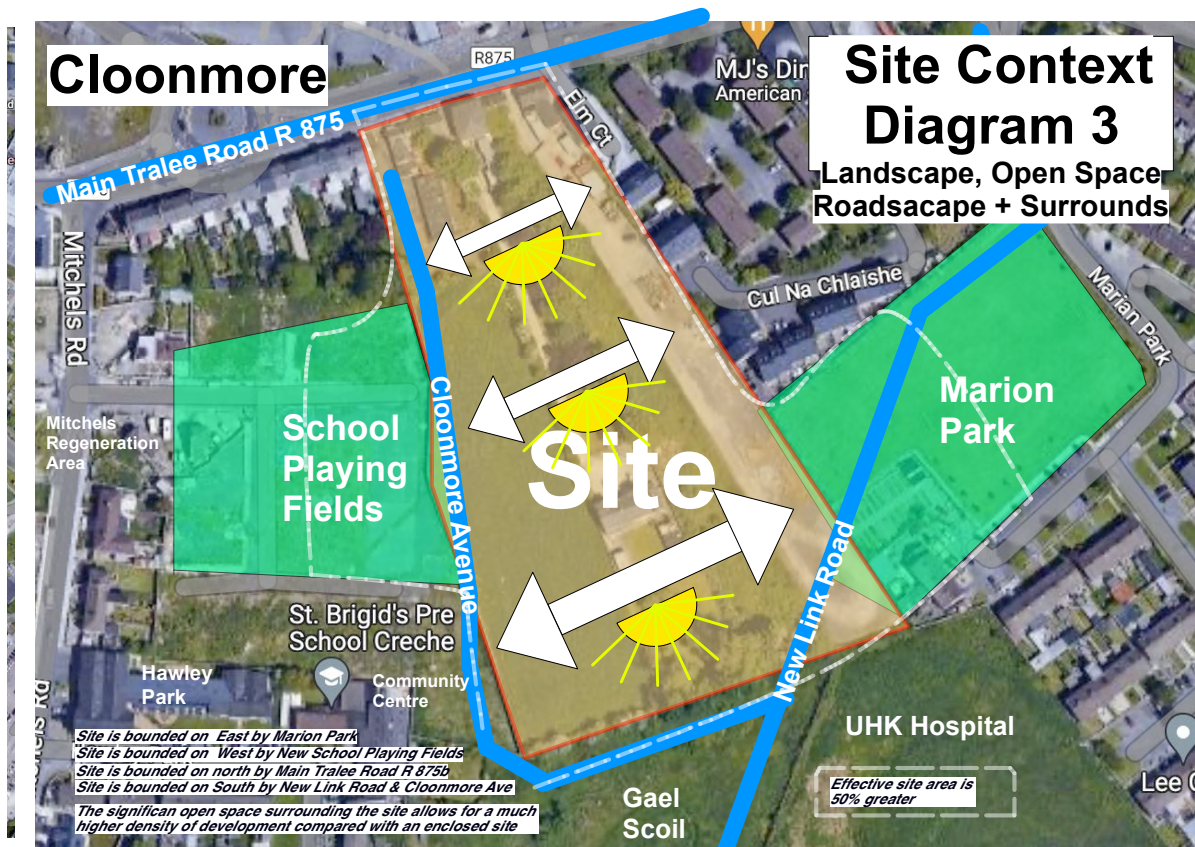 Cloonmore
R875
MJ's Din
American
Site Context
Diagram 3
Landscape, Open Space
Roadsacape + Surrounds
Main Tralee Road R 875
Elm Ct
Mitchels Rd
Cul Na Chlaishe
Marian Park
Marion
Park
Mitchels
Regeneration
Area
School
Playing
Fields
Cloonmore Avenue
Site
New Link Road
St. Brigid's Pre
School Creche
Hawley
Park
Community
Centre
UHK Hospital
Site is bounded on East by Marion Park
Site is bounded on West by New School Playing Fields
Site is bounded on north by Main Tralee Road R 875b
Site is bounded on South by New Link Road & Cloonmore Ave
The significan open space surrounding the site allows for a much
higher density of development compared with an enclosed site
Effective site area is
50% greater
Gael
Scoil
Lee